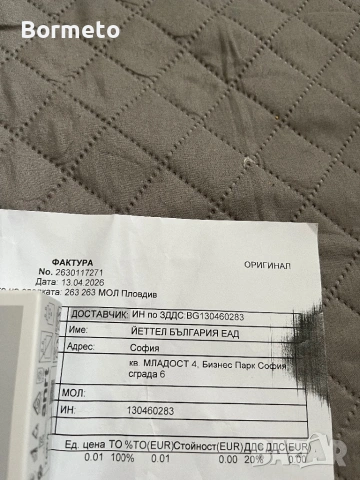 Bormeto
ФАКТУРА
ОРИГИНАЛ
No. 2630117271
Дата: 13.04.2026
263 263 МОЛ Пловдив
ДОСТАВЧИК: ИН по ЗДДС BG130460283
Име: ЙЕТТЕЛ БЪЛГАРИЯ ЕАД
Адрес: София
кв. МЛАДОСТ 4, Бизнес Парк София,
сграда 6
МОЛ:
ИН: 130460283
Ед. цена ТО %ТО(EUR) Стойност(EUR) ДДС ДДС(EUR)
0.01 100% 0.01 0.00 20% 0.00